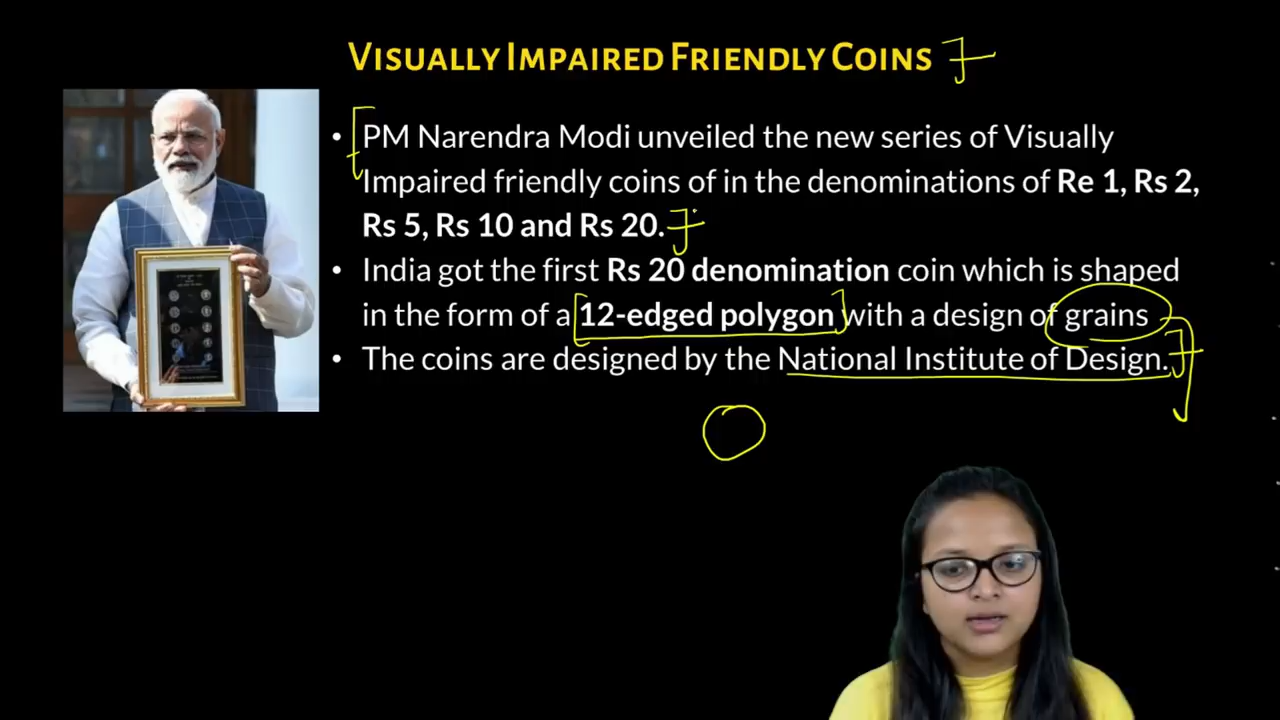 VISUALLY IMPAIRED FRIENDLY COINS
• PM Narendra Modi unveiled the new series of Visually
Impaired friendly coins of in the denominations of Re 1, Rs 2,
Rs 5, Rs 10 and Rs 20.
• India got the first Rs 20 denomination coin which is shaped
in the form of a 12-edged polygon with a design of grains
• The coins are designed by the National Institute of Design.